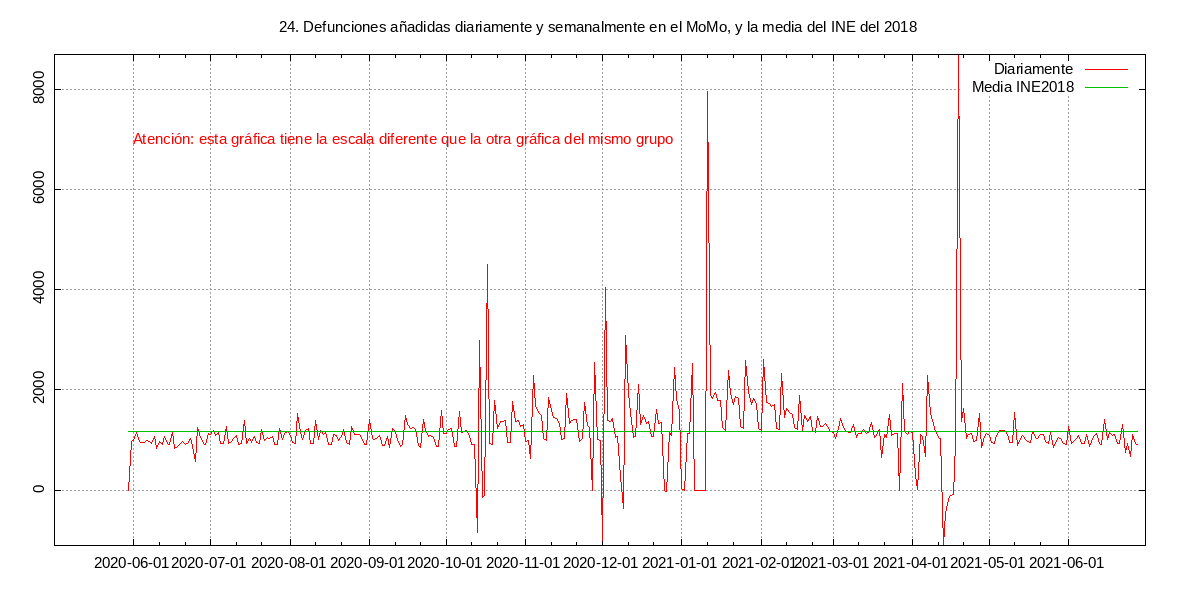 24. Defunciones añadidas diariamente y semanalmente en el MoMo, y la media del INE del 2018
Diariamente
Media INE2018
Atención: esta gráfica tiene la escala diferente que la otra gráfica del mismo grupo
8000
6000
4000
2000
0
2020-06-01 2020-07-01 2020-08-01 2020-09-01 2020-10-01 2020-11-01 2020-12-01 2021-01-01 2021-02-01 2021-03-01 2021-04-01 2021-05-01 2021-06-01